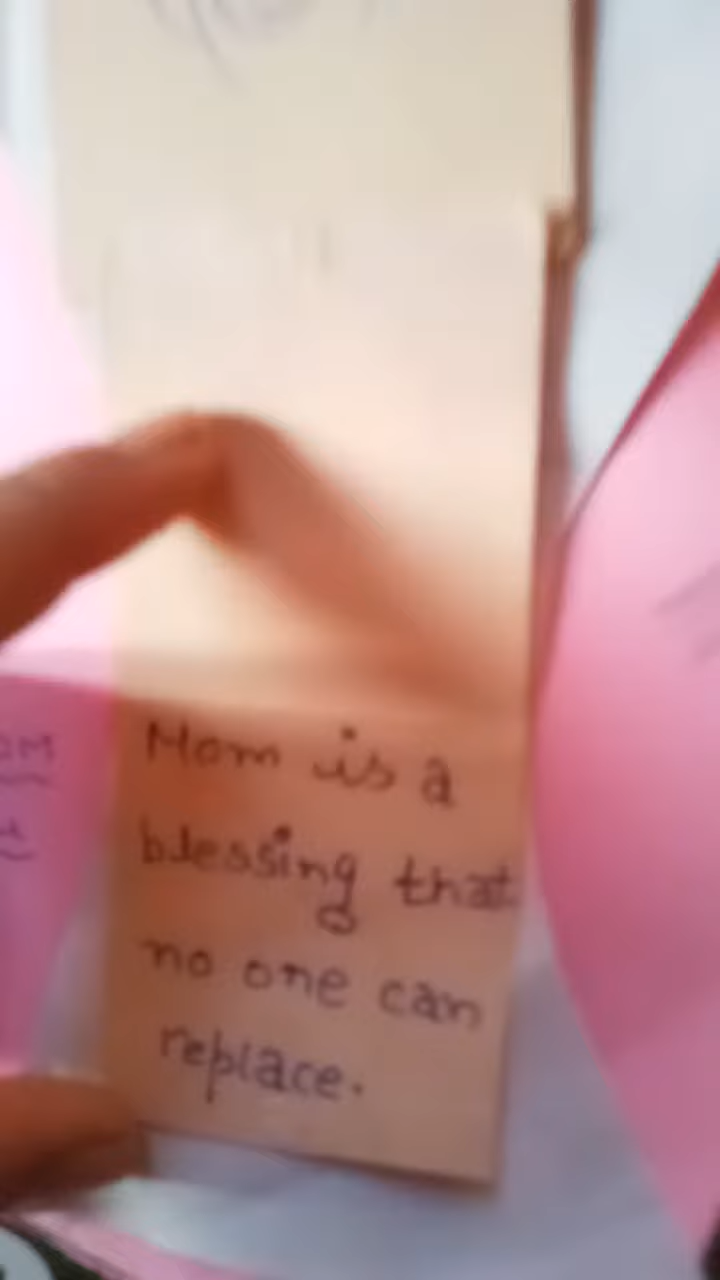 Mom is a
blessing that
no one can
replace.